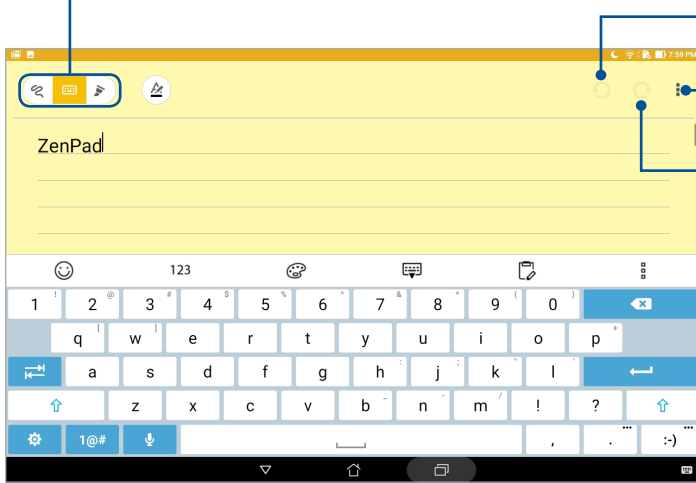 7:59 PM
ZenPad
123
1 ! 2 @ 3 # 4 $ 5 % 6 ^ 7 & 8 * 9 ( 0 )
q [ w ] e r t y u i o p +
a s d f g h : j ; k " l '
z x c v b _ n - m / ! ?
1@# , . ... :-) ...